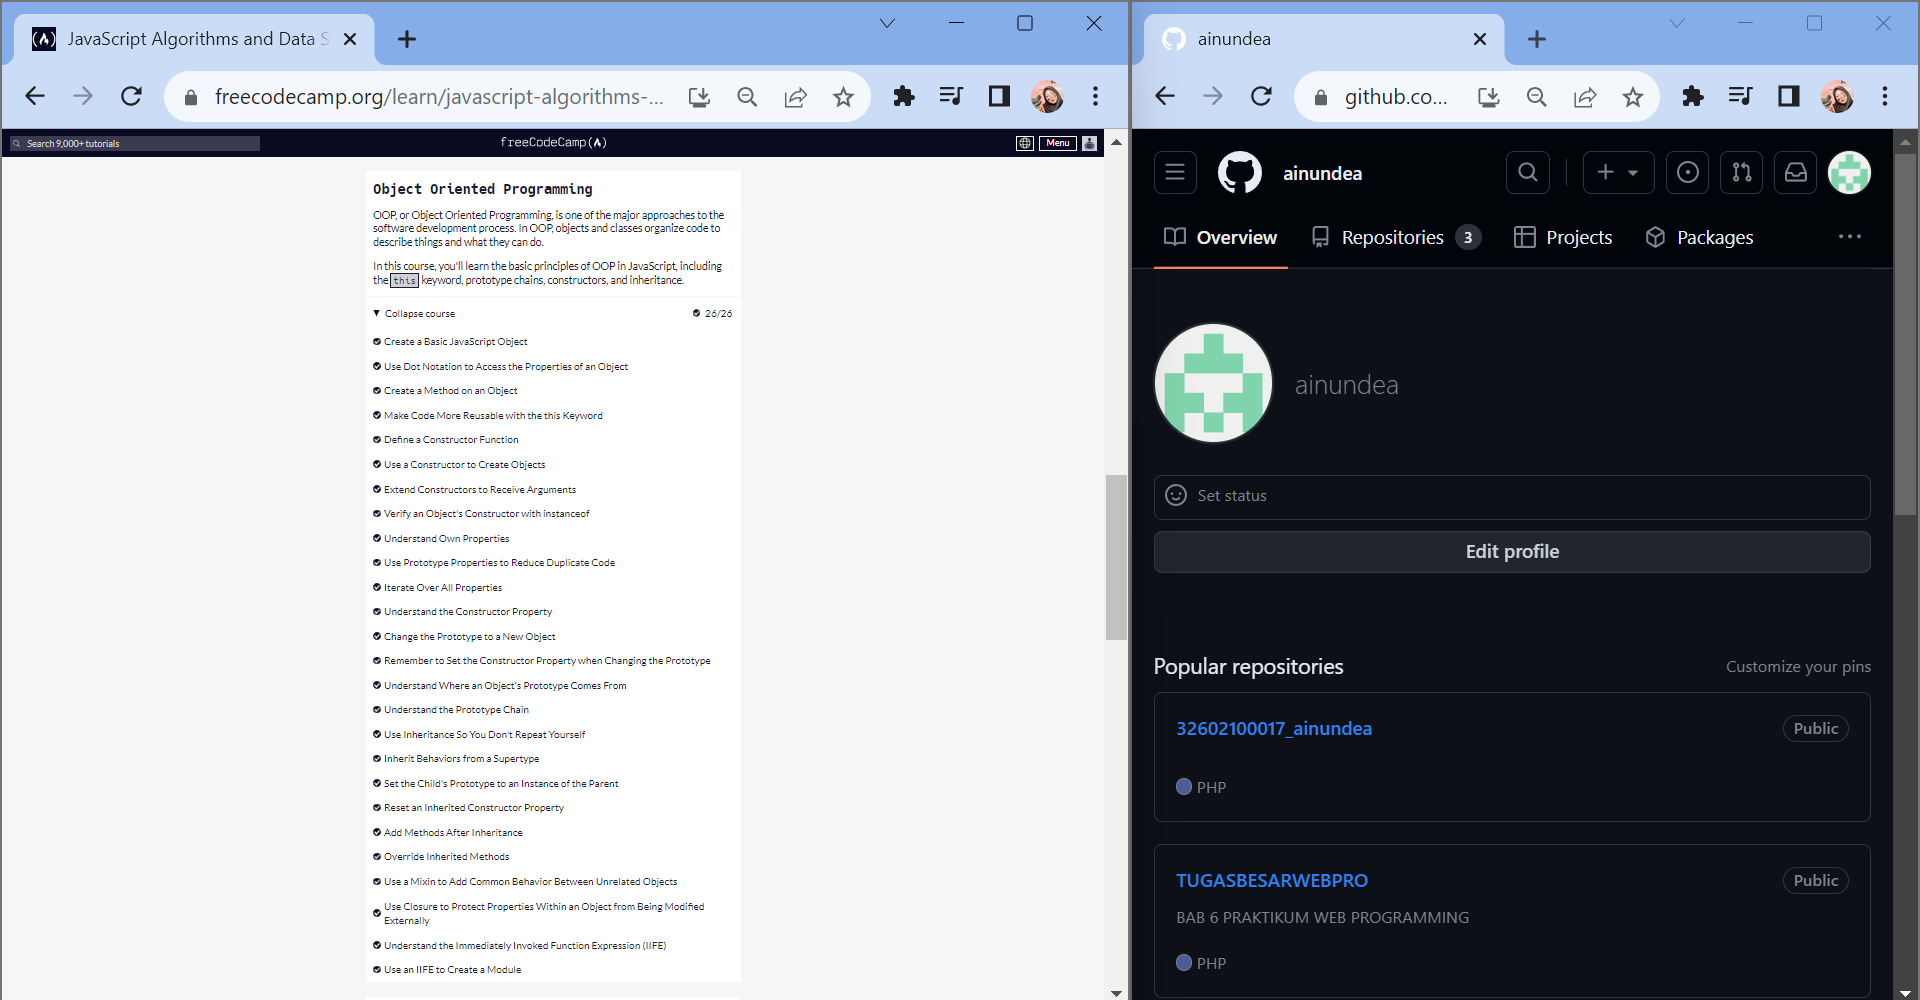 JavaScript Algorithms and Data S
freecodecamp.org/learn/javascript-algorithms-...
Search 9,000+ tutorials
freeCodeCamp(
Menu
Object Oriented Programming
OOP, or Object Oriented Programming, is one of the major approaches to the
software development process. In OOP, objects and classes organize code to
describe things and what they can do.
In this course, you'll learn the basic principles of OOP in JavaScript, including
the this keyword, prototype chains, constructors, and inheritance.
Collapse course
26/26
Create a Basic JavaScript Object
Use Dot Notation to Access the Properties of an Object
Create a Method on an Object
Make Code More Reusable with the this Keyword
Define a Constructor Function
Use a Constructor to Create Objects
Extend Constructors to Receive Arguments
Verify an Object's Constructor with instanceof
Understand Own Properties
Use Prototype Properties to Reduce Duplicate Code
Iterate Over All Properties
Understand the Constructor Property
Change the Prototype to a New Object
Remember to Set the Constructor Property when Changing the Prototype
Understand Where an Object's Prototype Comes From
Understand the Prototype Chain
Use Inheritance So You Don't Repeat Yourself
Inherit Behaviors from a Supertype
Set the Child's Prototype to an Instance of the Parent
Reset an Inherited Constructor Property
Add Methods After Inheritance
Override Inherited Methods
Use a Mixin to Add Common Behavior Between Unrelated Objects
Use Closure to Protect Properties Within an Object from Being Modified
Externally
Understand the Immediately Invoked Function Expression (IIFE)
Use an IIFE to Create a Module
ainundea
github.co...
ainundea
Overview
Repositories 3
Projects
Packages
ainundea
Set status
Edit profile
Popular repositories
Customize your pins
32602100017_ainundea
Public
PHP
TUGASBESARWEBPRO
Public
BAB 6 PRAKTIKUM WEB PROGRAMMING
PHP